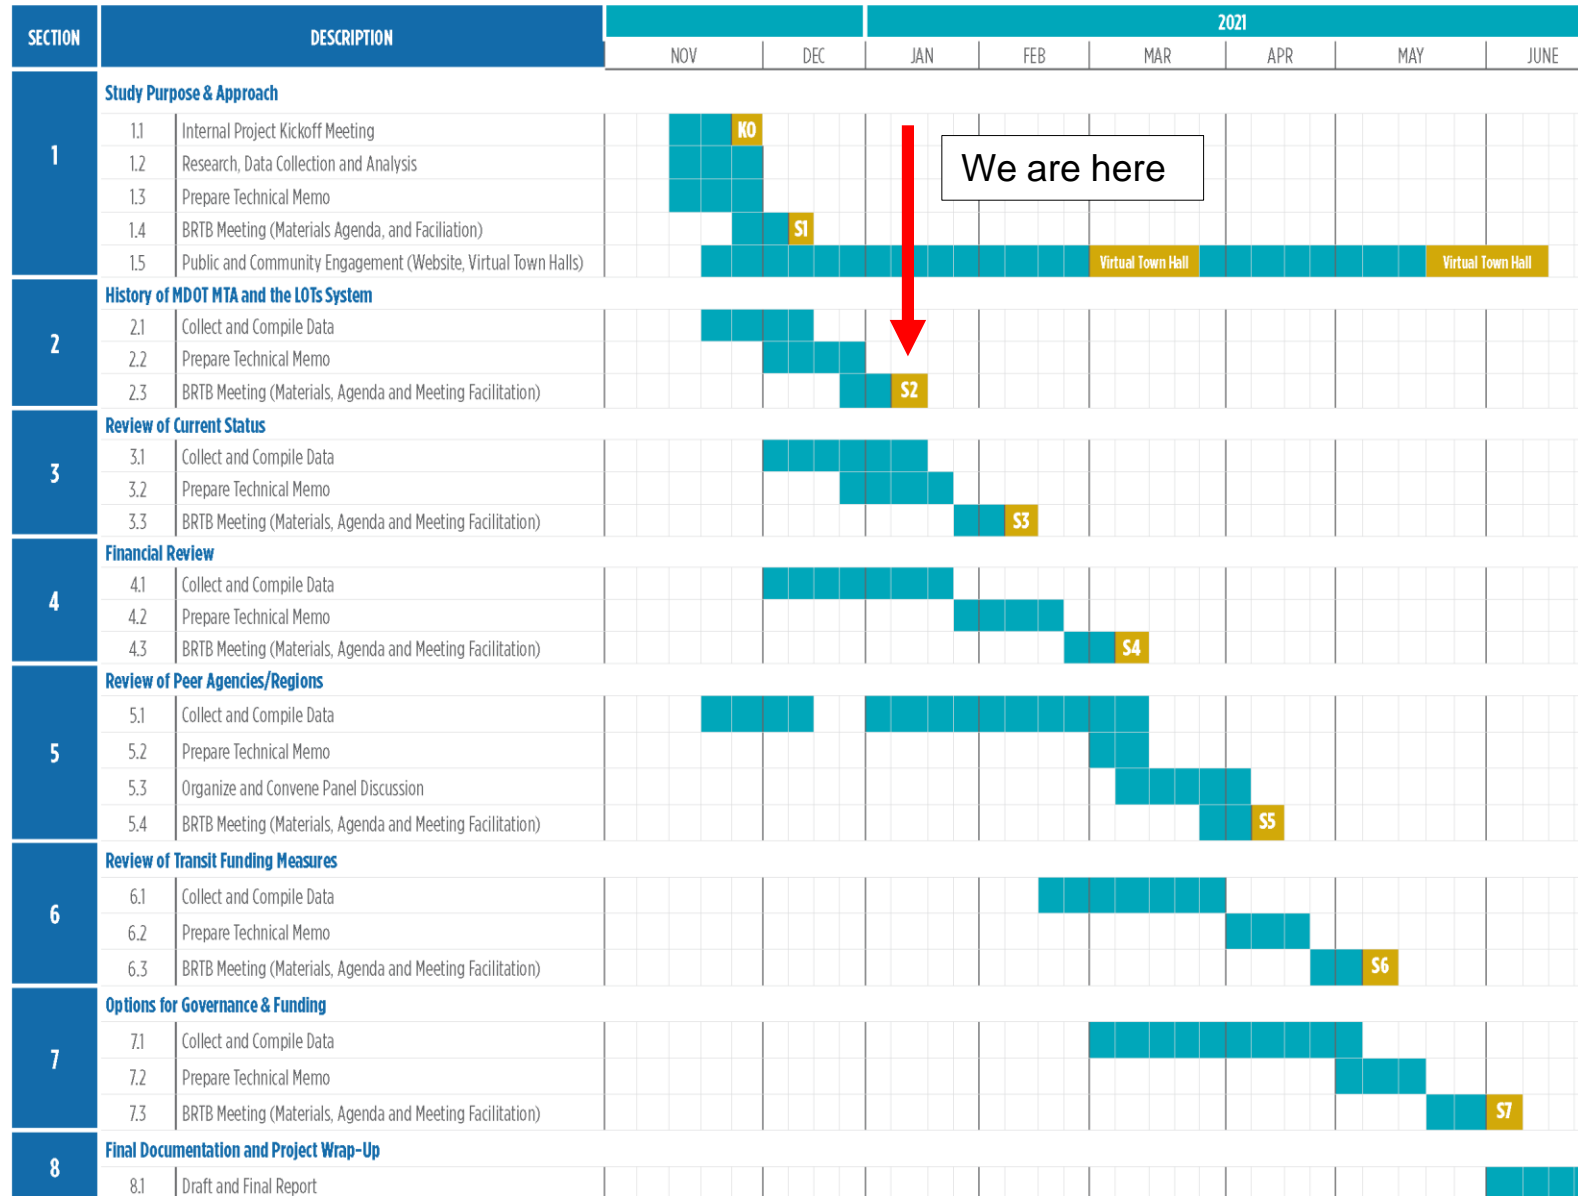 SECTION DESCRIPTION 2021
NOV DEC JAN FEB MAR APR MAY JUNE
1 Study Purpose & Approach
1.1 Internal Project Kickoff Meeting KO
We are here
1.2 Research, Data Collection and Analysis
1.3 Prepare Technical Memo
1.4 BRTB Meeting (Materials Agenda, and Faciliation) S1
1.5 Public and Community Engagement (Website, Virtual Town Halls) Virtual Town Hall Virtual Town Hall
2 History of MDOT MTA and the LOTs System
2.1 Collect and Compile Data
2.2 Prepare Technical Memo
2.3 BRTB Meeting (Materials, Agenda and Meeting Facilitation) S2
3 Review of Current Status
3.1 Collect and Compile Data
3.2 Prepare Technical Memo
3.3 BRTB Meeting (Materials, Agenda and Meeting Facilitation) S3
4 Financial Review
4.1 Collect and Compile Data
4.2 Prepare Technical Memo
4.3 BRTB Meeting (Materials, Agenda and Meeting Facilitation) S4
5 Review of Peer Agencies/Regions
5.1 Collect and Compile Data
5.2 Prepare Technical Memo
5.3 Organize and Convene Panel Discussion
5.4 BRTB Meeting (Materials, Agenda and Meeting Facilitation) S5
6 Review of Transit Funding Measures
6.1 Collect and Compile Data
6.2 Prepare Technical Memo
6.3 BRTB Meeting (Materials, Agenda and Meeting Facilitation) S6
7 Options for Governance & Funding
7.1 Collect and Compile Data
7.2 Prepare Technical Memo
7.3 BRTB Meeting (Materials, Agenda and Meeting Facilitation) S7
8 Final Documentation and Project Wrap-Up
8.1 Draft and Final Report